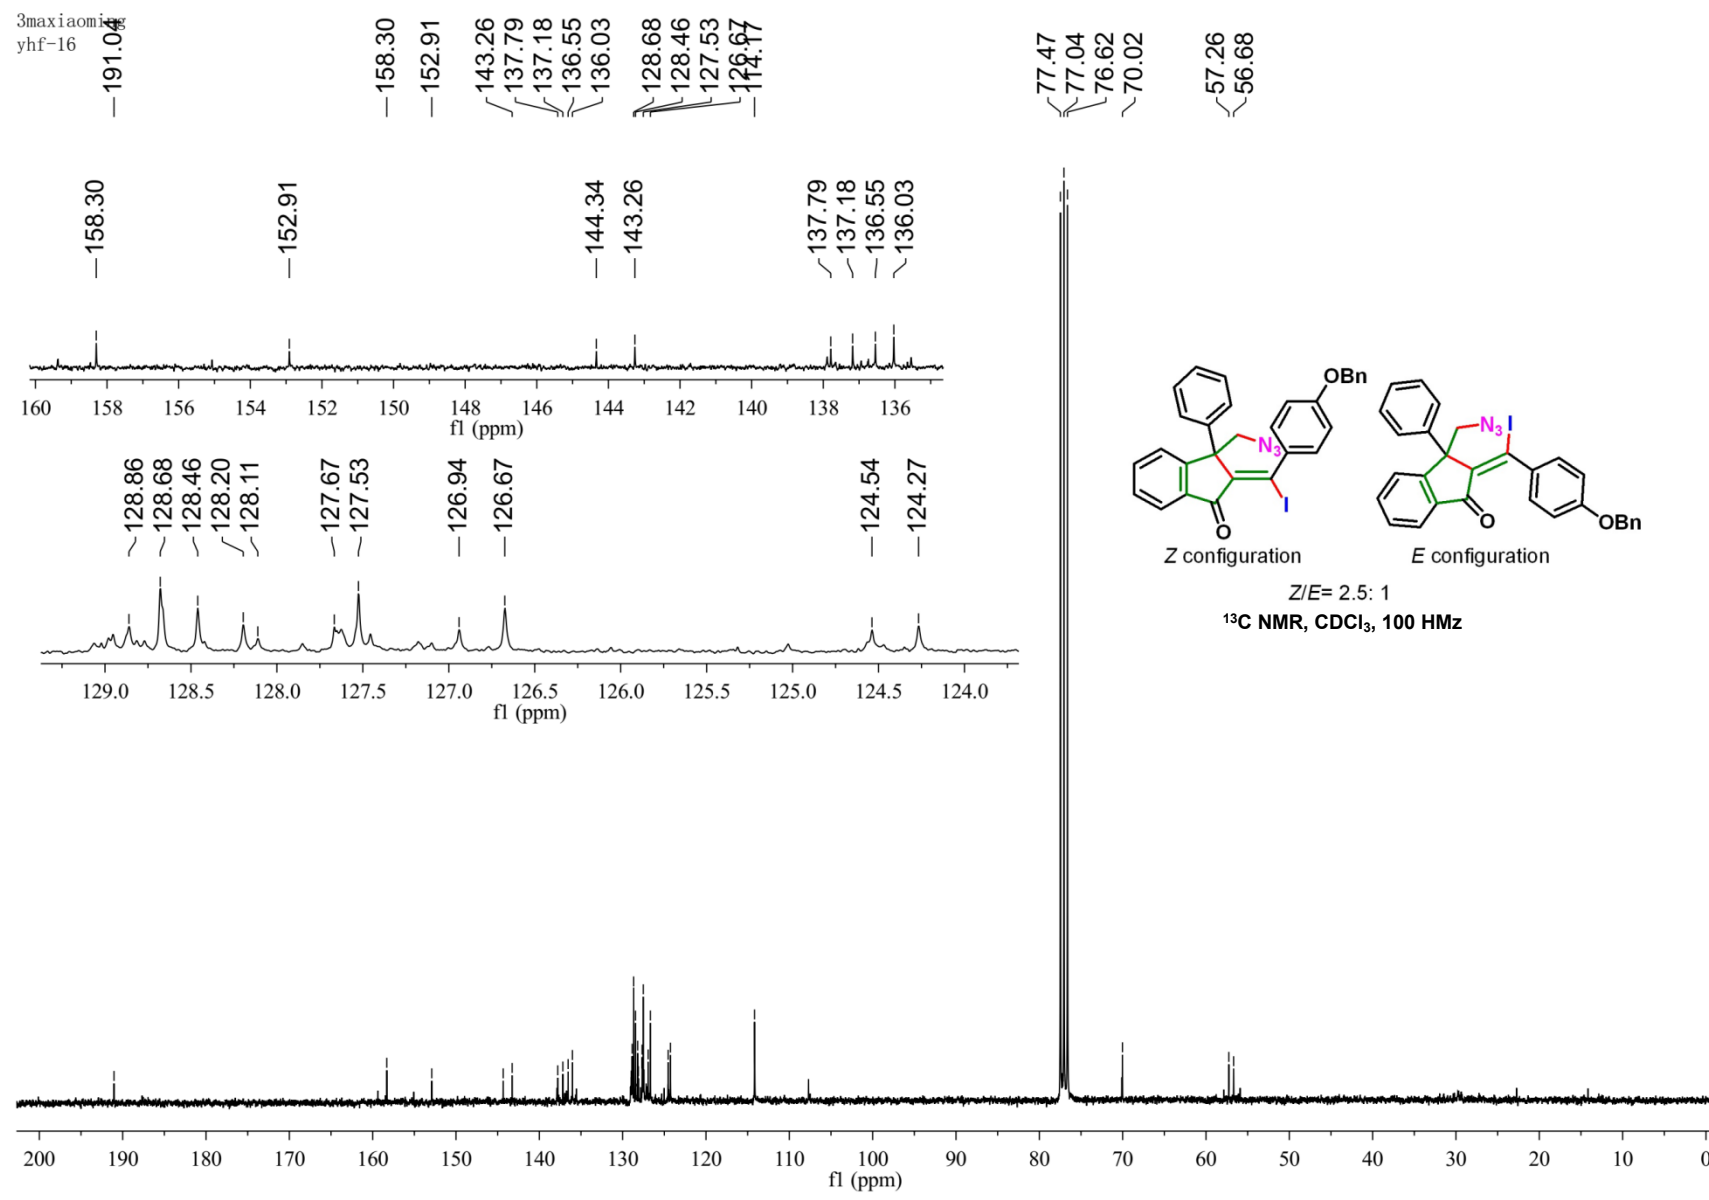 3maxiaoming
yhf-16
191.04
158.30
152.91
143.26
137.79
137.18
136.55
136.03
128.68
128.46
127.53
126.67
114.17
77.47
77.04
76.62
70.02
57.26
56.68
158.30
152.91
144.34
143.26
137.79
137.18
136.55
136.03
160 158 156 154 152 150 148 146 144 142 140 138 136
f1 (ppm)
128.86
128.68
128.46
128.20
128.11
127.67
127.53
126.94
126.67
124.54
124.27
129.0 128.5 128.0 127.5 127.0 126.5 126.0 125.5 125.0 124.5 124.0
f1 (ppm)
OBn
N3
I
O
Z configuration
N3
I
O
OBn
E configuration
Z/E= 2.5: 1
¹³C NMR, CDCl₃, 100 HMz
200 190 180 170 160 150 140 130 120 110 100 90 80 70 60 50 40 30 20 10 0
f1 (ppm)